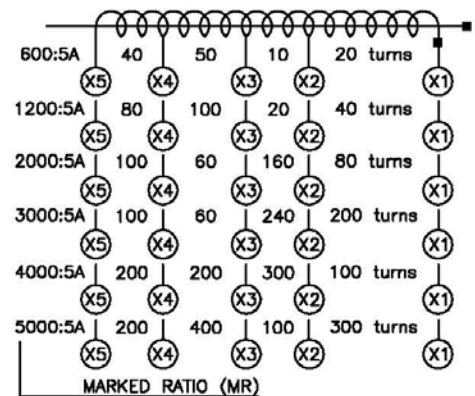 600:5A 40 50 10 20 turns
X5 X4 X3 X2 X1
1200:5A 80 100 20 40 turns
X5 X4 X3 X2 X1
2000:5A 100 60 160 80 turns
X5 X4 X3 X2 X1
3000:5A 100 60 240 200 turns
X5 X4 X3 X2 X1
4000:5A 200 200 300 100 turns
X5 X4 X3 X2 X1
5000:5A 200 400 100 300 turns
X5 X4 X3 X2 X1
MARKED RATIO (MR)